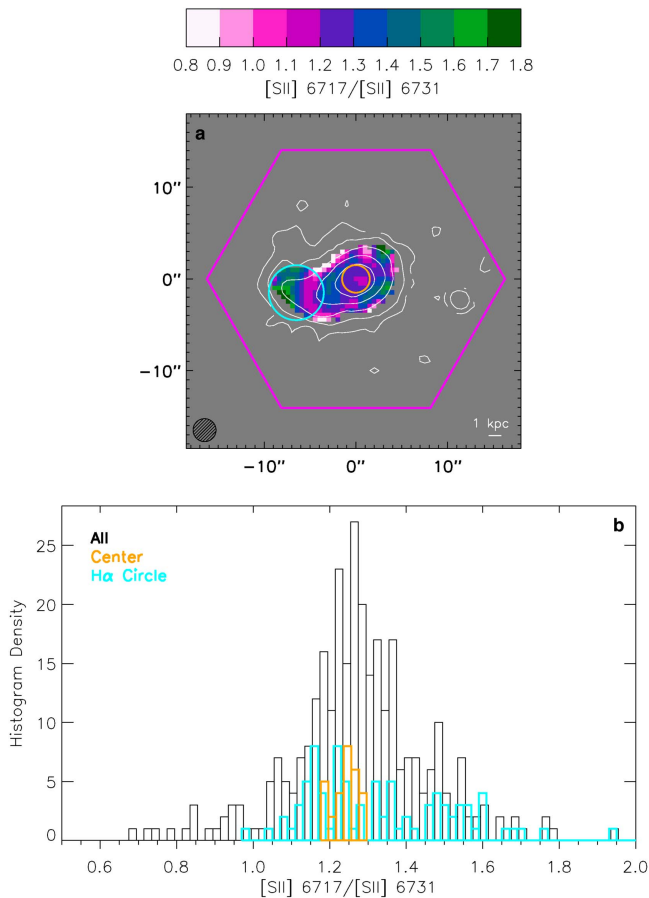 0.8 0.9 1.0 1.1 1.2 1.3 1.4 1.5 1.6 1.7 1.8
[SII] 6717/[SII] 6731
a
10"
0"
−10"
1 kpc
−10" 0" 10"
b
All
Center
Hα Circle
25
20
15
10
5
0
Histogram Density
0.6 0.8 1.0 1.2 1.4 1.6 1.8 2.0
[SII] 6717/[SII] 6731